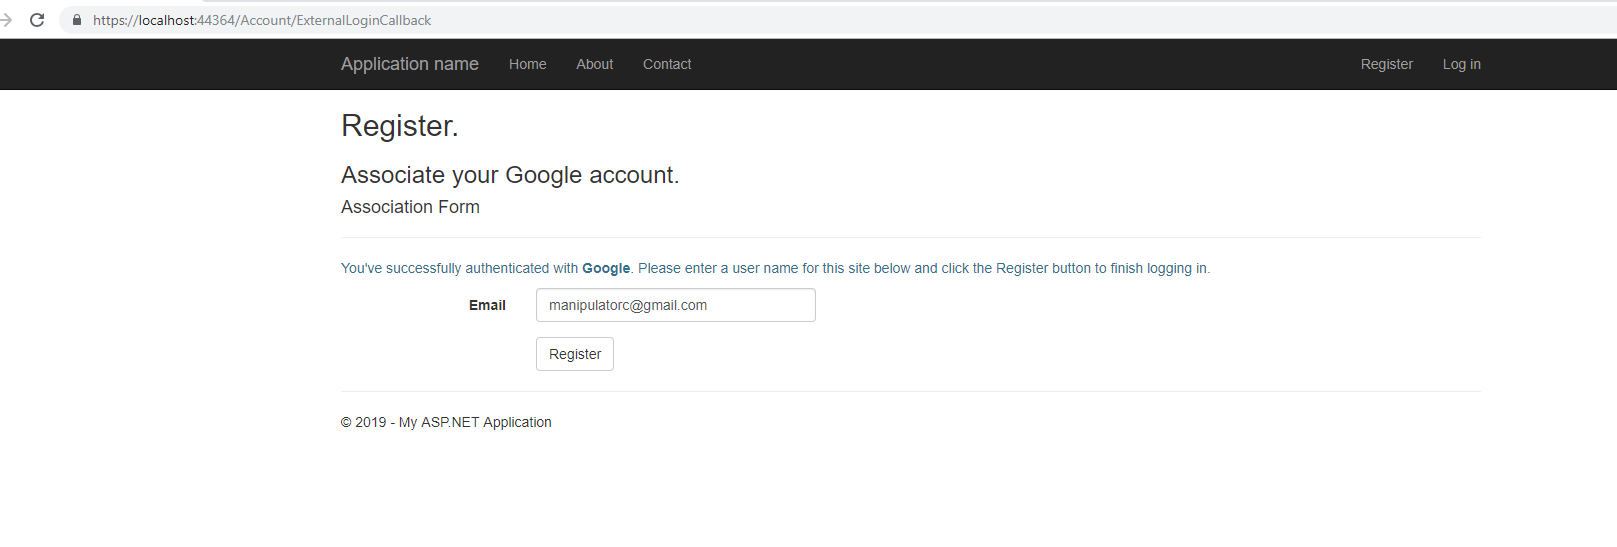 https://localhost:44364/Account/ExternalLoginCallback
Application name Home About Contact Register Log in
Register.
Associate your Google account.
Association Form
You've successfully authenticated with Google. Please enter a user name for this site below and click the Register button to finish logging in.
Email manipulatorc@gmail.com
Register
© 2019 - My ASP.NET Application